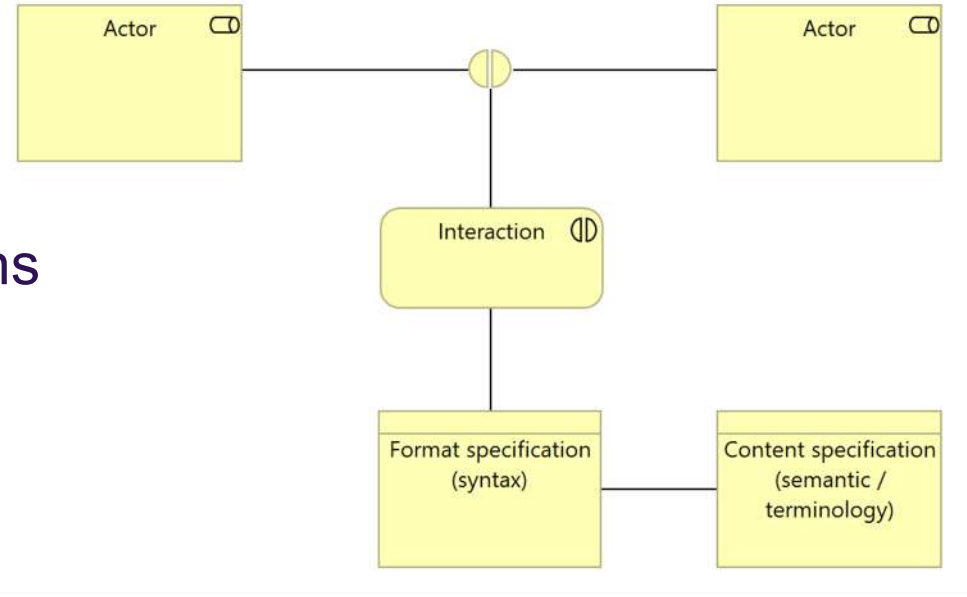 Actor
Actor
Interaction
ns
Format specification
(syntax)
Content specification
(semantic /
terminology)